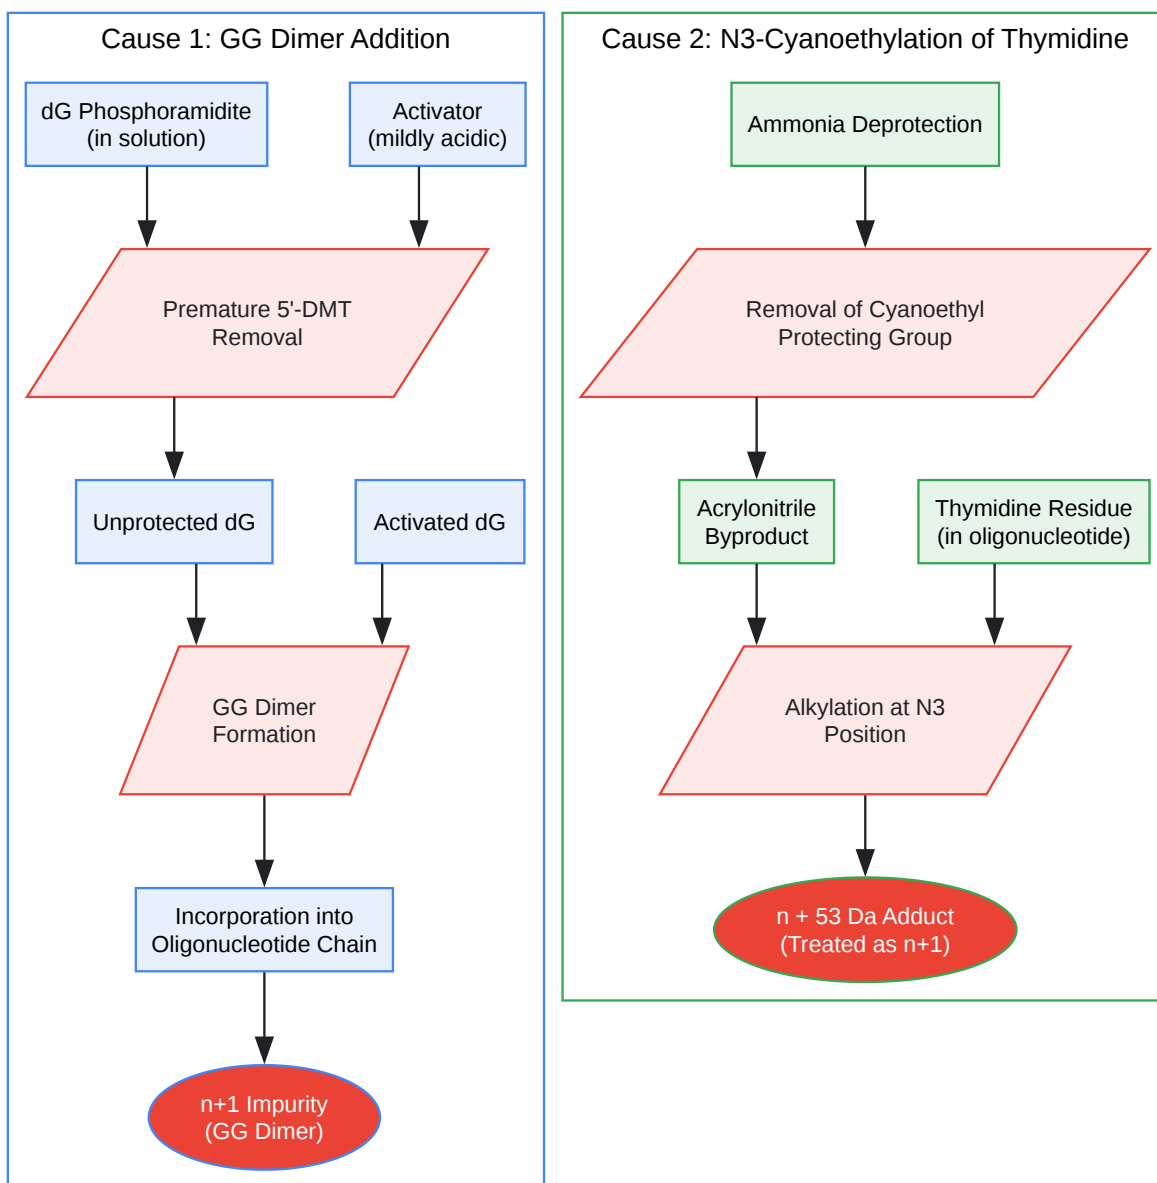 Cause 1: GG Dimer Addition
dG Phosphoramidite
(in solution)
Activator
(mildly acidic)
Premature 5'-DMT
Removal
Unprotected dG
Activated dG
GG Dimer
Formation
Incorporation into
Oligonucleotide Chain
n+1 Impurity
(GG Dimer)
Cause 2: N3-Cyanoethylation of Thymidine
Ammonia Deprotection
Removal of Cyanoethyl
Protecting Group
Acrylonitrile
Byproduct
Thymidine Residue
(in oligonucleotide)
Alkylation at N3
Position
n + 53 Da Adduct
(Treated as n+1)